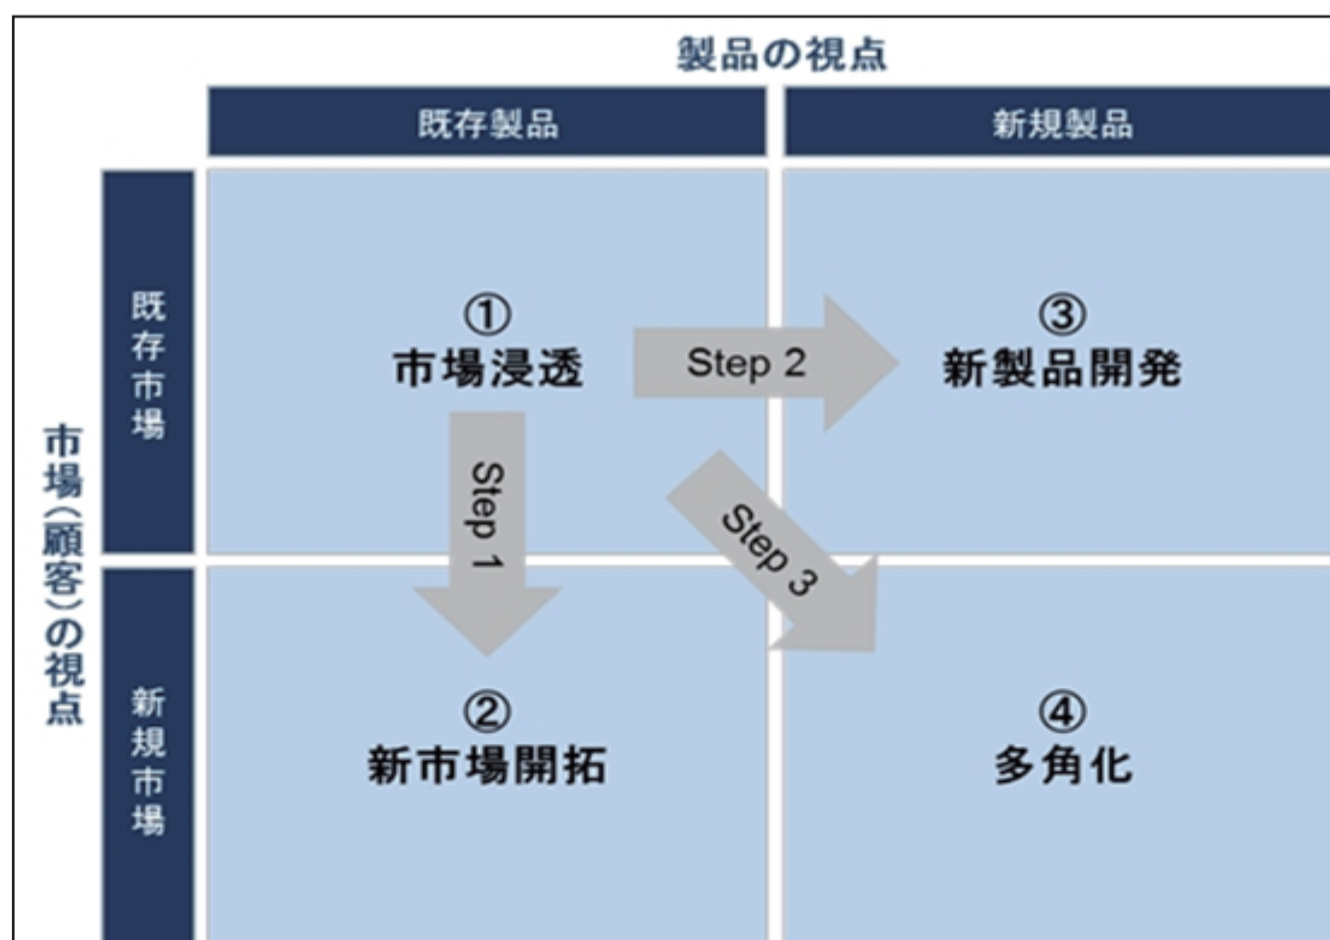 製品の視点
既存製品
新規製品
市場(顧客)の視点
既存市場
①
市場浸透
Step 2
③
新製品開発
Step 1
Step 3
新規市場
②
新市場開拓
④
多角化